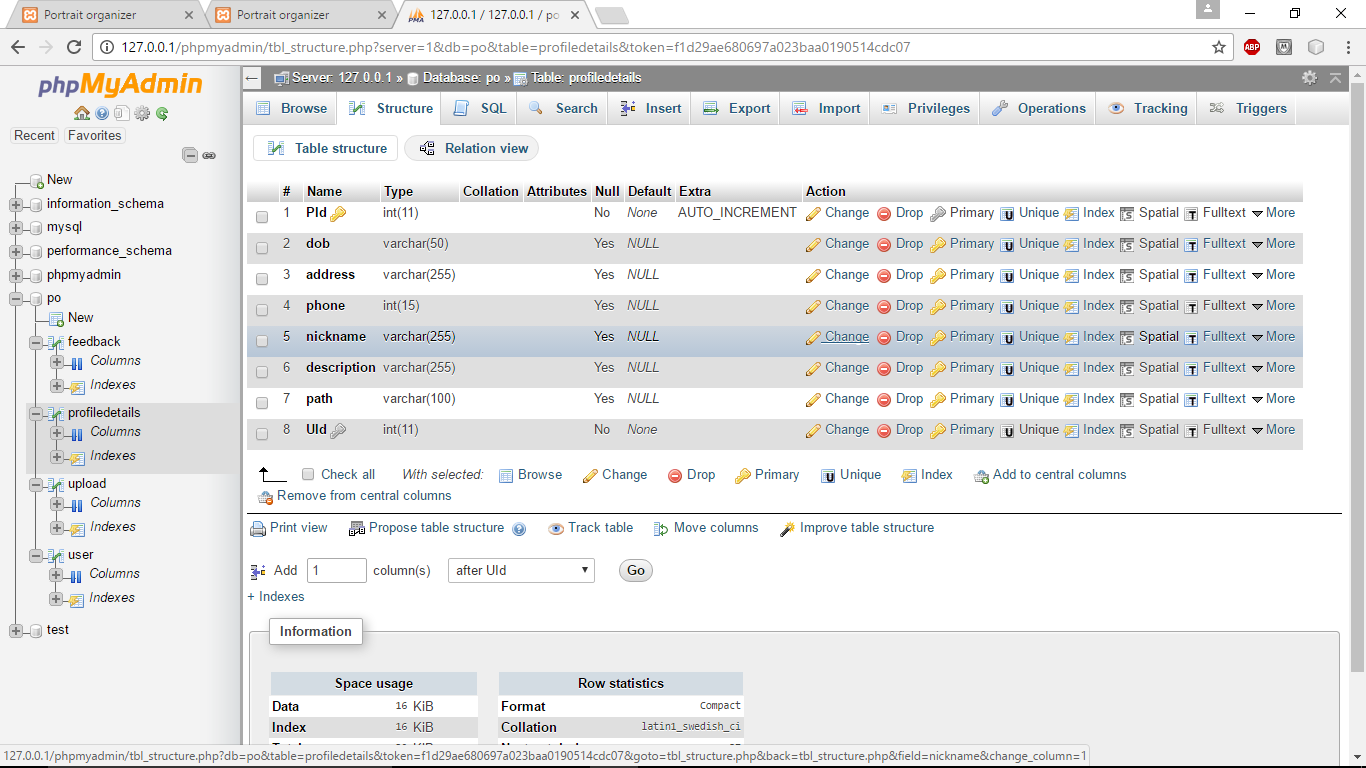 Portrait organizer
Portrait organizer
127.0.0.1 / 127.0.0.1 / po
127.0.0.1/phpmyadmin/tbl_structure.php?server=1&db=po&table=profiledetails&token=f1d29ae680697a023baa0190514cdc07
phpMyAdmin
Recent Favorites
New
information_schema
mysql
performance_schema
phpmyadmin
po
New
feedback
Columns
Indexes
profiledetails
Columns
Indexes
upload
Columns
Indexes
user
Columns
Indexes
test
Server: 127.0.0.1 » Database: po » Table: profiledetails
Browse Structure SQL Search Insert Export Import Privileges Operations Tracking Triggers
Table structure Relation view
# Name Type Collation Attributes Null Default Extra Action
1 PId int(11) No None AUTO_INCREMENT Change Drop Primary Unique Index Spatial Fulltext More
2 dob varchar(50) Yes NULL Change Drop Primary Unique Index Spatial Fulltext More
3 address varchar(255) Yes NULL Change Drop Primary Unique Index Spatial Fulltext More
4 phone int(15) Yes NULL Change Drop Primary Unique Index Spatial Fulltext More
5 nickname varchar(255) Yes NULL Change Drop Primary Unique Index Spatial Fulltext More
6 description varchar(255) Yes NULL Change Drop Primary Unique Index Spatial Fulltext More
7 path varchar(100) Yes NULL Change Drop Primary Unique Index Spatial Fulltext More
8 UId int(11) No None Change Drop Primary Unique Index Spatial Fulltext More
Check all With selected: Browse Change Drop Primary Unique Index Add to central columns
Remove from central columns
Print view Propose table structure Track table Move columns Improve table structure
Add 1 column(s) after UId Go
+ Indexes
Information
Space usage
Data 16 KiB
Index 16 KiB
Row statistics
Format Compact
Collation latin1_swedish_ci
127.0.0.1/phpmyadmin/tbl_structure.php?db=po&table=profiledetails&token=f1d29ae680697a023baa0190514cdc07&goto=tbl_structure.php&back=tbl_structure.php&field=nickname&change_column=1